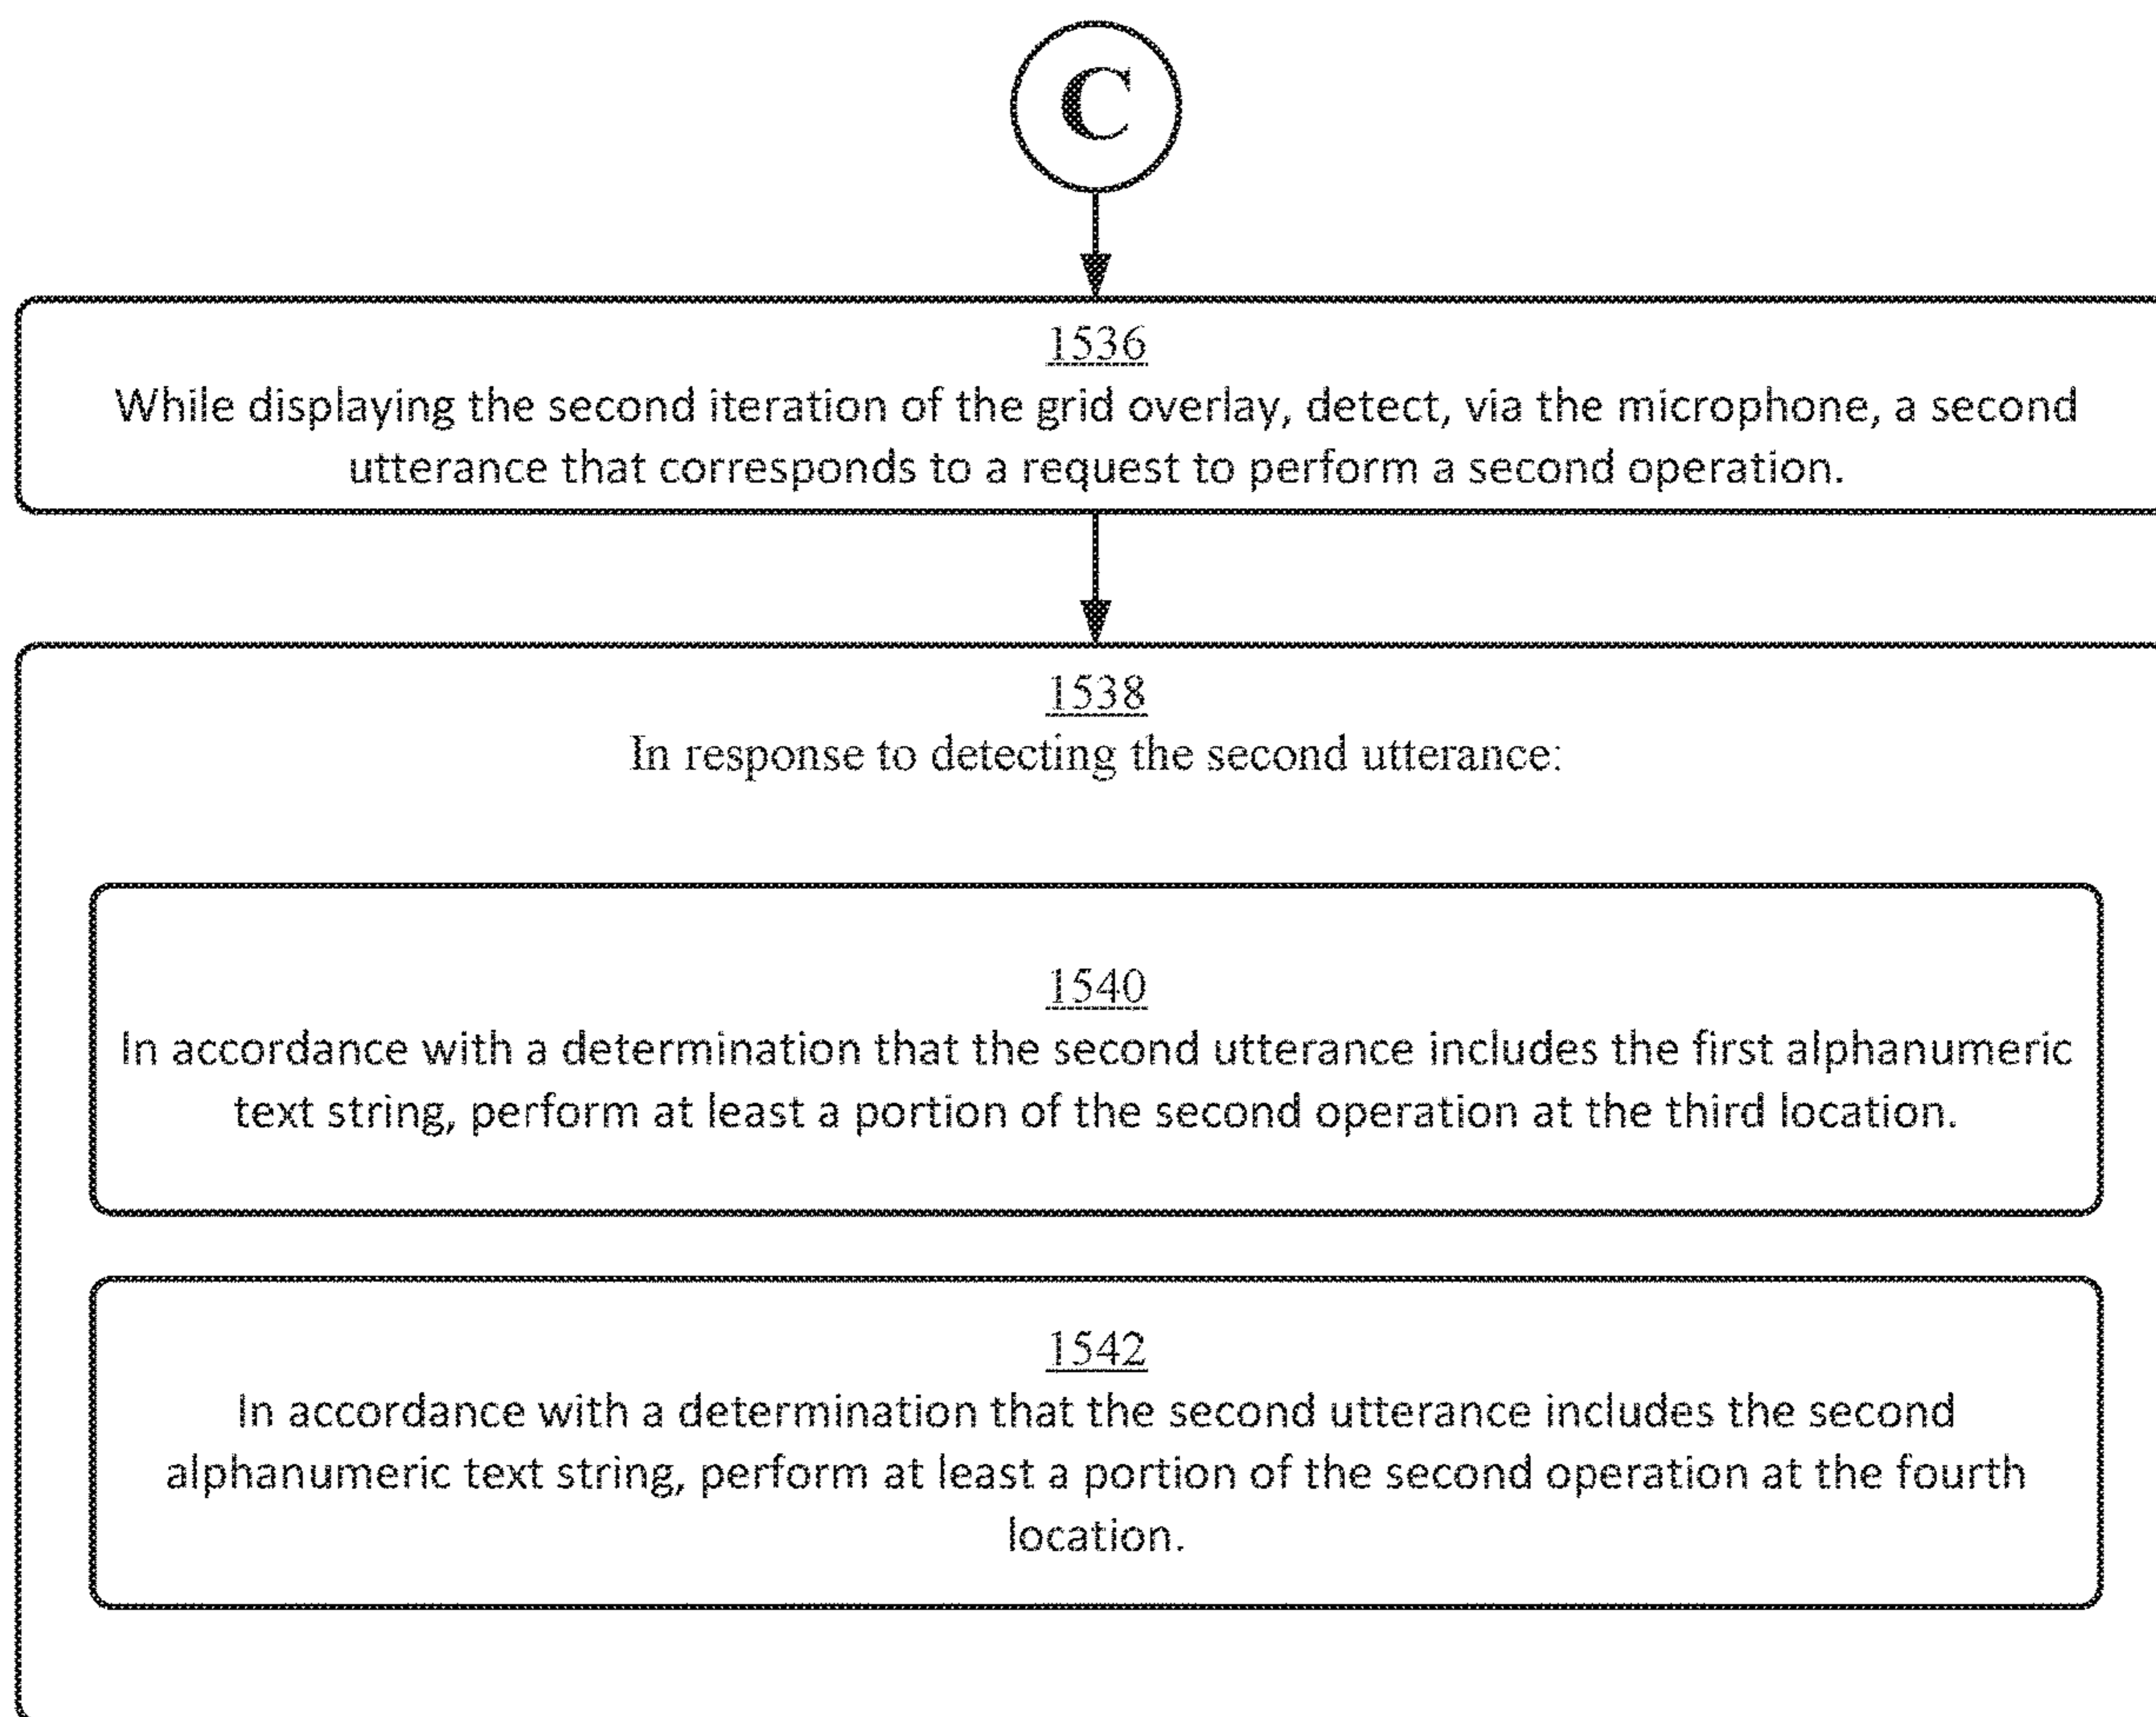 C
1536
While displaying the second iteration of the grid overlay, detect, via the microphone, a second
utterance that corresponds to a request to perform a second operation.
1538
In response to detecting the second utterance:
1540
In accordance with a determination that the second utterance includes the first alphanumeric
text string, perform at least a portion of the second operation at the third location.
1542
In accordance with a determination that the second utterance includes the second
alphanumeric text string, perform at least a portion of the second operation at the fourth
location.